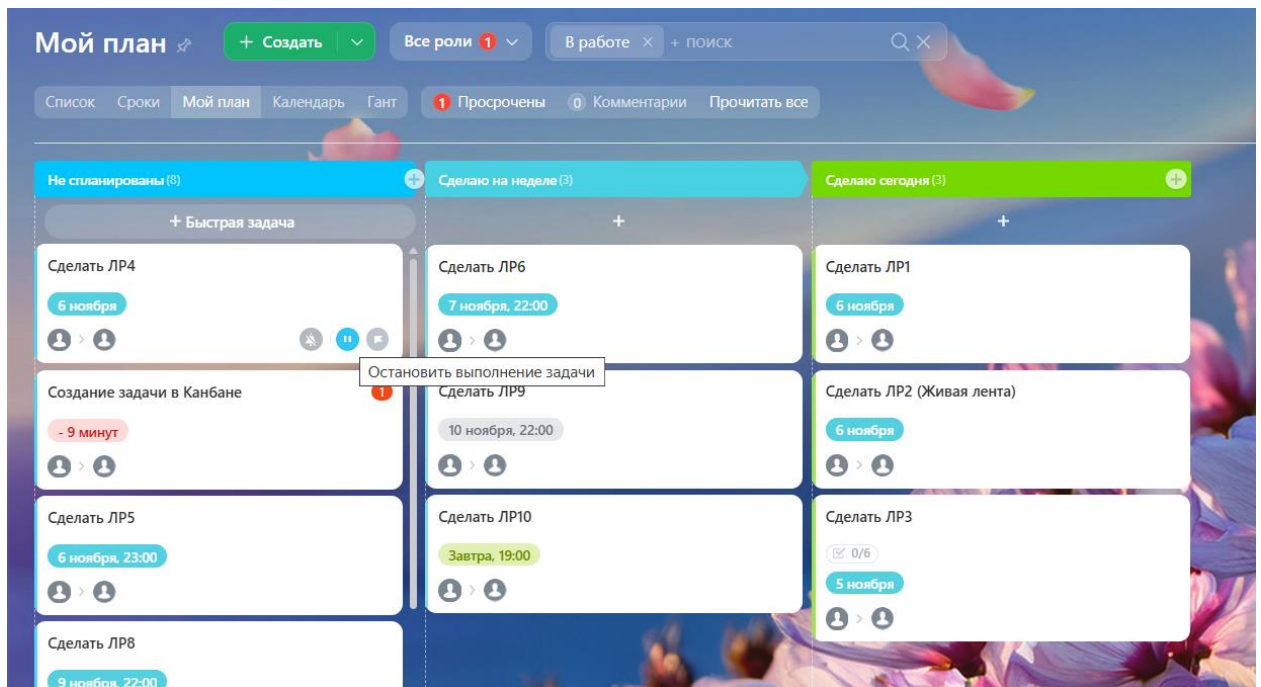 Мой план + Создать Все роли 1 В работе × + поиск
Список Сроки Мой план Календарь Гант 1 Просрочены 0 Комментарии Прочитать все
Не спланированы (8)
+ Быстрая задача
Сделать ЛР4
6 ноября
Остановить выполнение задачи
Создание задачи в Канбане 1
- 9 минут
Сделать ЛР5
6 ноября, 23:00
Сделать ЛР8
9 ноября, 22:00
Сделаю на неделе (3)
+
Сделать ЛР6
7 ноября, 22:00
Сделать ЛР9
10 ноября, 22:00
Сделать ЛР10
Завтра, 19:00
Сделаю сегодня (3)
+
Сделать ЛР1
6 ноября
Сделать ЛР2 (Живая лента)
6 ноября
Сделать ЛР3
0/6
5 ноября